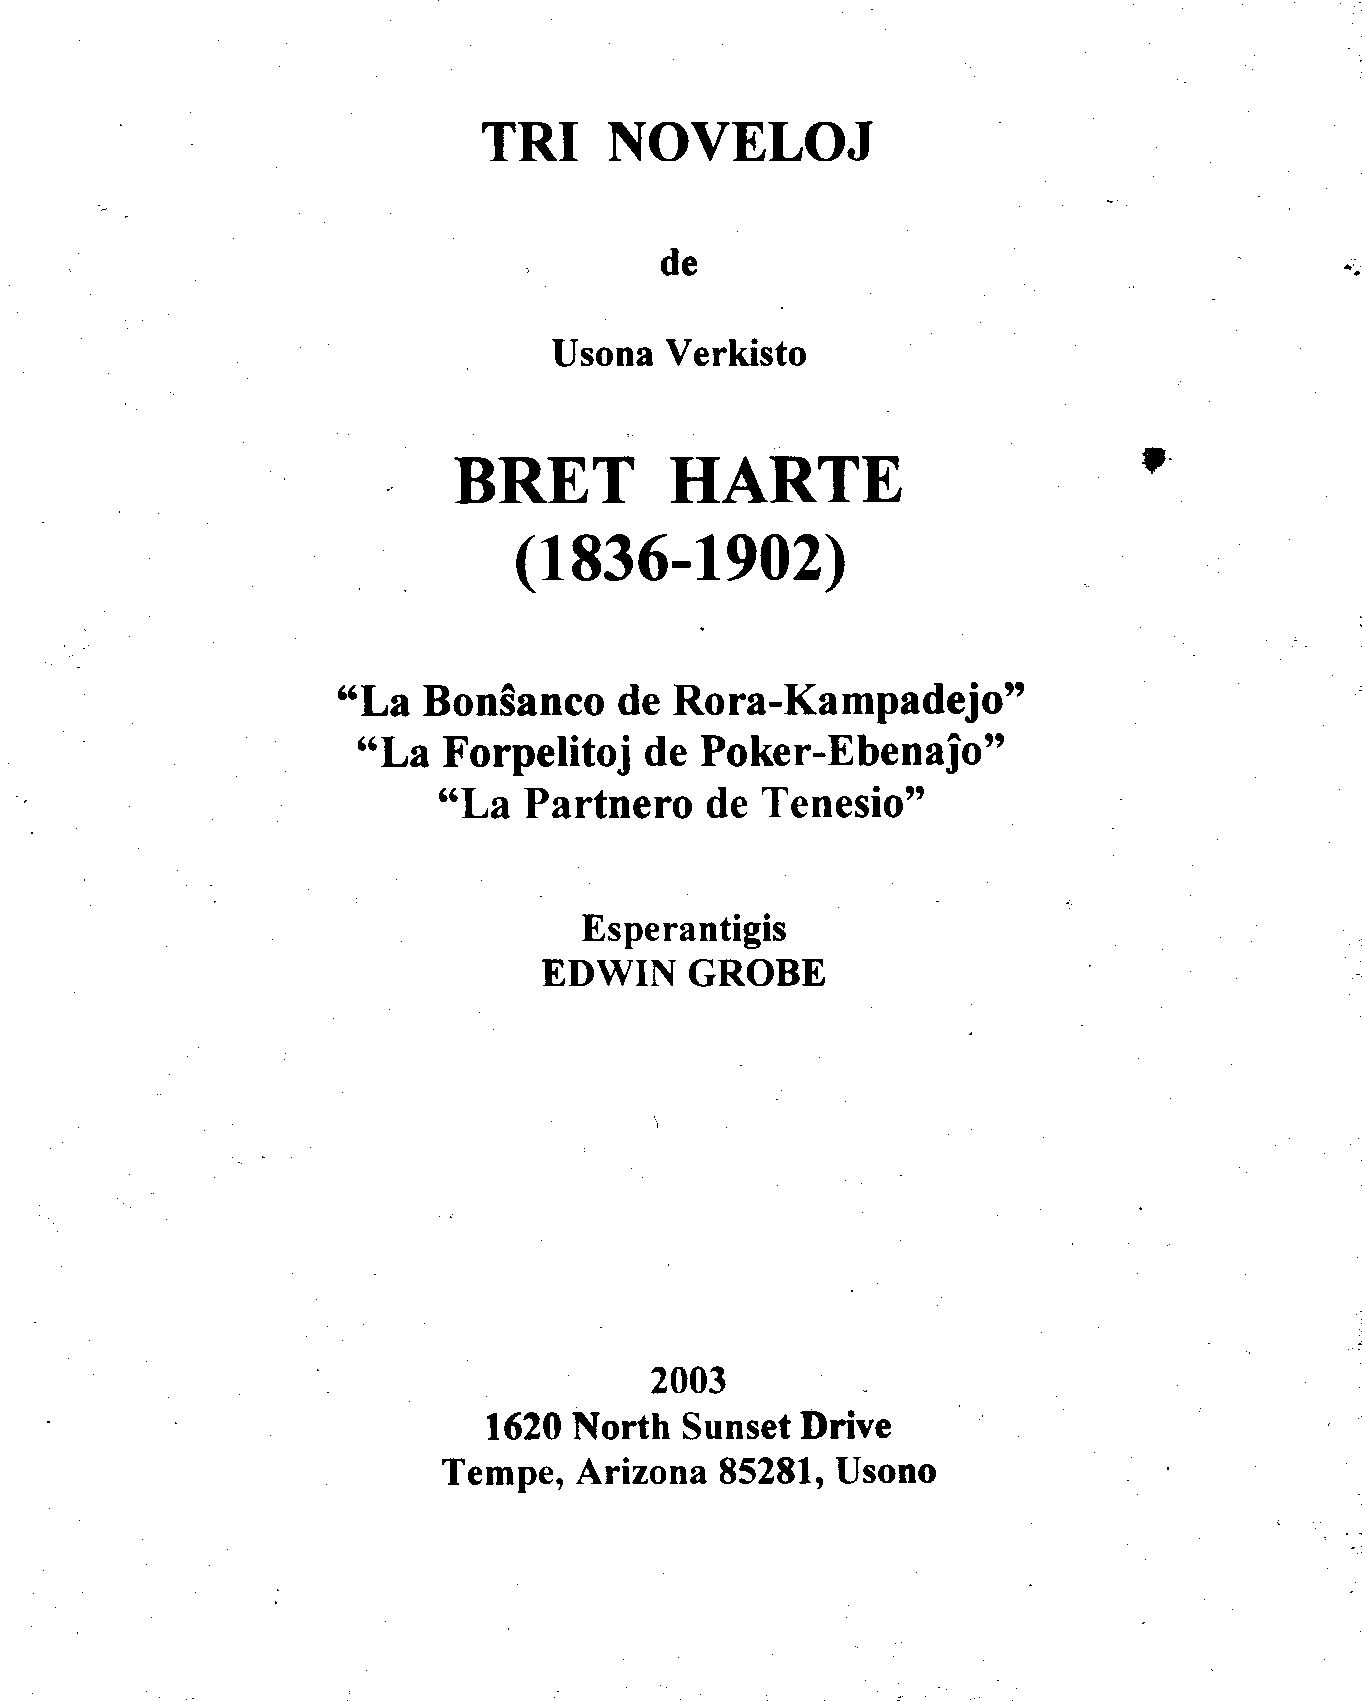 TRI NOVELOJ
de
Usona Verkisto
BRET HARTE
(1836-1902)
“La Bonŝanco de Rora-Kampadejo”
“La Forpelitoj de Poker-Ebenaĵo”
“La Partnero de Tenesio”
Esperantigis
EDWIN GROBE
2003
1620 North Sunset Drive
Tempe, Arizona 85281, Usono